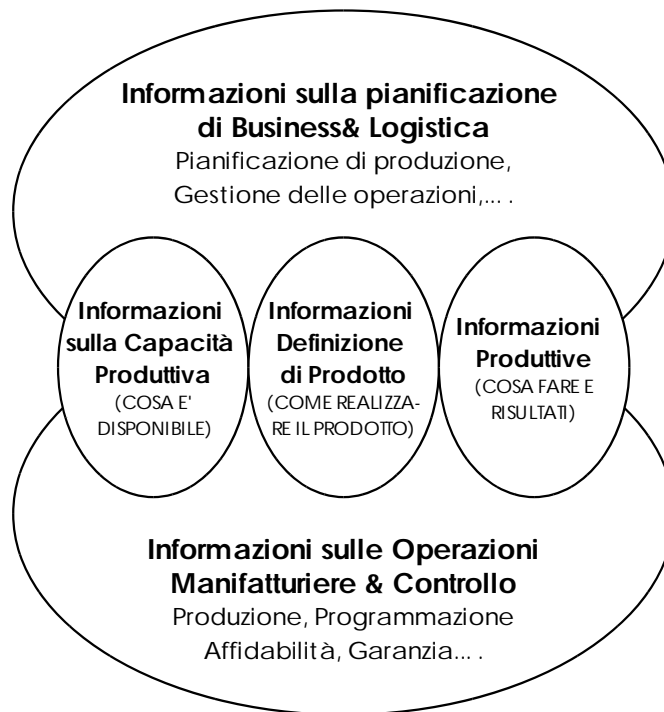 Informazioni sulla pianificazione
di Business& Logistica
Pianificazione di produzione,
Gestione delle operazioni,... .
Informazioni
sulla Capacità
Produttiva
(COSA E'
DISPONIBILE)
Informazioni
Definizione
di Prodotto
(COME REALIZZA-
RE IL PRODOTTO)
Informazioni
Produttive
(COSA FARE E
RISULTATI)
Informazioni sulle Operazioni
Manifatturiere & Controllo
Produzione, Programmazione
Affidabilità, Garanzia... .